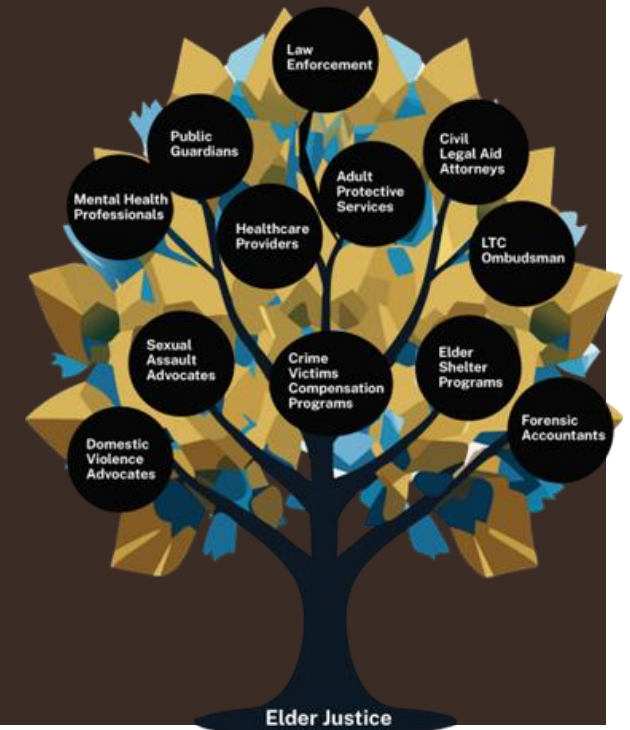 Law
Enforcement
Public
Guardians
Civil
Legal Aid
Attorneys
Mental Health
Professionals
Adult
Protective
Services
Healthcare
Providers
LTC
Ombudsman
Sexual
Assault
Advocates
Crime
Victims
Compensation
Programs
Elder
Shelter
Programs
Domestic
Violence
Advocates
Forensic
Accountants
Elder Justice